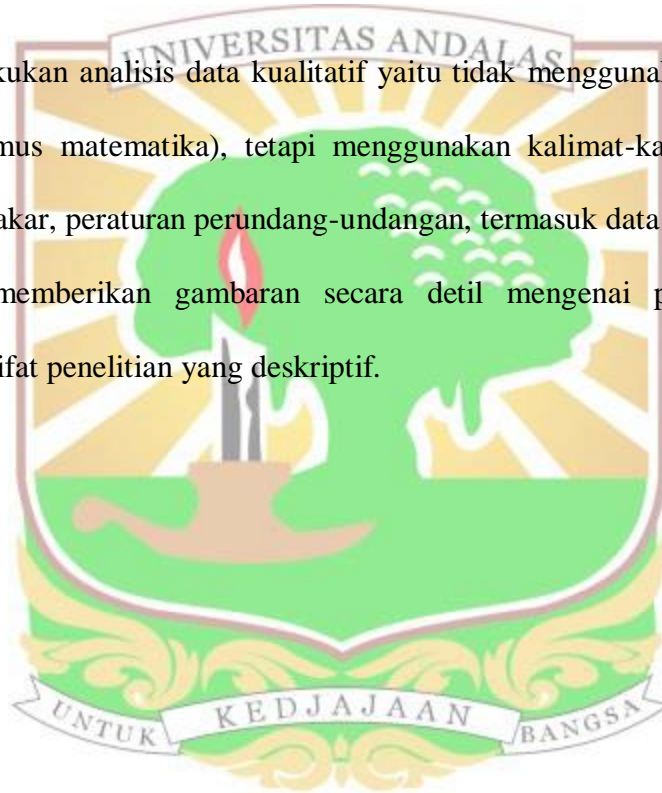 UNIVERSITAS ANDALAS
kukan analisis data kualitatif yaitu tidak menggunak
mus matematika), tetapi menggunakan kalimat-ka
akar, peraturan perundang-undangan, termasuk data
memberikan gambaran secara detil mengenai p
ifat penelitian yang deskriptif.
UNTUK KEDJAJAAN BANGSA